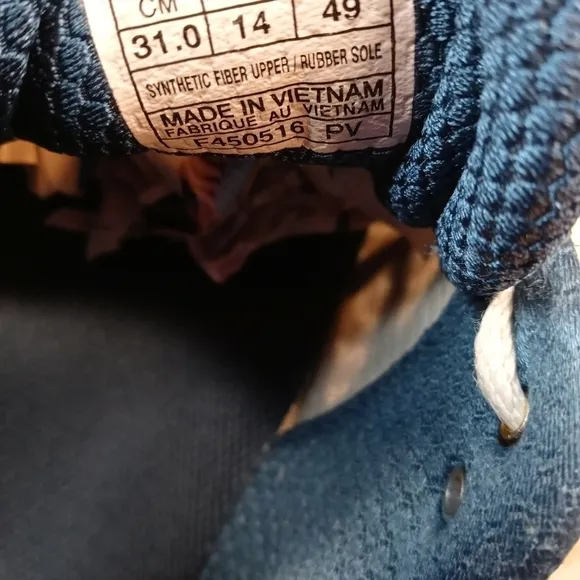 CM
31.0 14 49
SYNTHETIC FIBER UPPER / RUBBER SOLE
MADE IN VIETNAM
FABRIQUE AU VIETNAM
F450516 PV